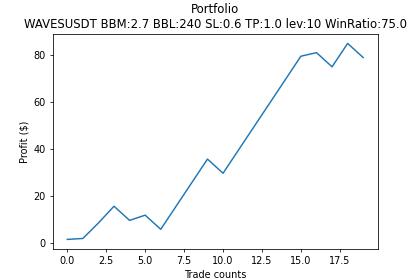 Portfolio
WAVESUSDT BBM:2.7 BBL:240 SL:0.6 TP:1.0 lev:10 WinRatio:75.0
80
60
40
20
0
Profit ($)
0.0 2.5 5.0 7.5 10.0 12.5 15.0 17.5
Trade counts